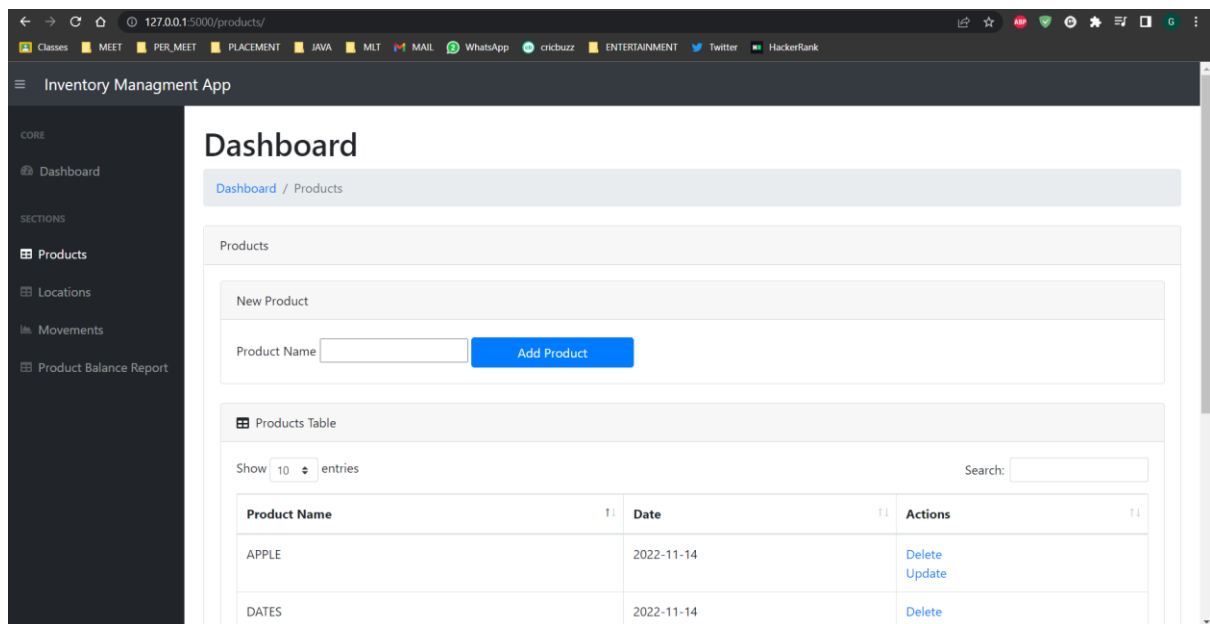 127.0.0.1:5000/products/
ABP G
Classes MEET PER_MEET PLACEMENT JAVA MLT MAIL WhatsApp cricbuzz ENTERTAINMENT Twitter HackerRank
Inventory Managment App
CORE
Dashboard
SECTIONS
Products
Locations
Movements
Product Balance Report
Dashboard
Dashboard / Products
Products
New Product
Product Name Add Product
Products Table
Show 10 entries Search:
Product Name Date Actions
APPLE 2022-11-14 Delete
Update
DATES 2022-11-14 Delete